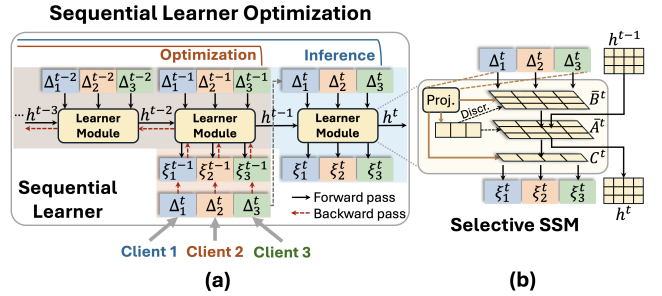 Sequential Learner Optimization
Optimization
Inference
Δ₁ᵗ⁻² Δ₂ᵗ⁻² Δ₃ᵗ⁻² Δ₁ᵗ⁻¹ Δ₂ᵗ⁻¹ Δ₃ᵗ⁻¹ Δ₁ᵗ Δ₂ᵗ Δ₃ᵗ
... hᵗ⁻³ Learner Module hᵗ⁻² Learner Module hᵗ⁻¹ Learner Module hᵗ
ξ₁ᵗ⁻¹ ξ₂ᵗ⁻¹ ξ₃ᵗ⁻¹ ξ₁ᵗ ξ₂ᵗ ξ₃ᵗ
Sequential
Learner
Δ₁ᵗ Δ₂ᵗ Δ₃ᵗ
Forward pass
Backward pass
Client 1 Client 2 Client 3
(a)
hᵗ⁻¹
Δ₁ᵗ Δ₂ᵗ Δ₃ᵗ
Proj.
B̄ᵗ
Discr.
Āᵗ
Cᵗ
ξ₁ᵗ ξ₂ᵗ ξ₃ᵗ
hᵗ
Selective SSM
(b)